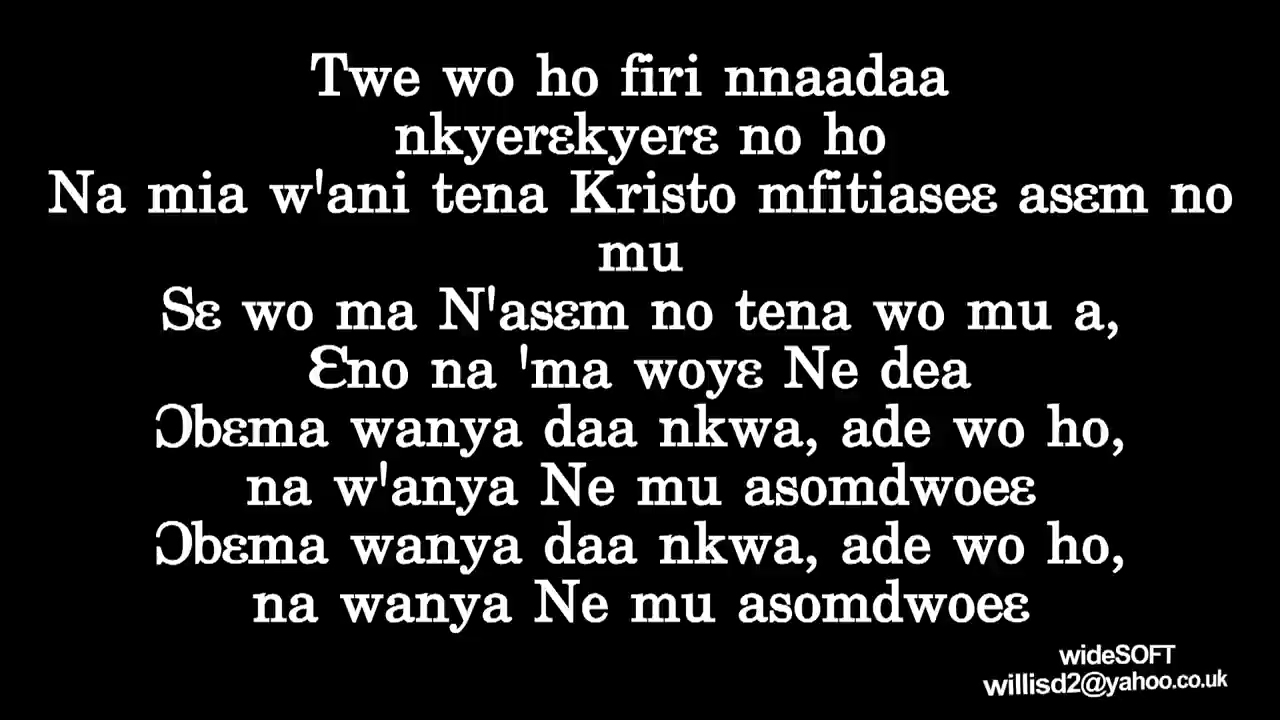 Twe wo ho firi nnaadaa
nkyerɛkyerɛ no ho
Na mia w'ani tena Kristo mfitiaseɛ asɛm no
mu
Sɛ wo ma N'asɛm no tena wo mu a,
Ɛno na 'ma woyɛ Ne dea
Ɔbɛma wanya daa nkwa, ade wo ho,
na w'anya Ne mu asomdwoeɛ
Ɔbɛma wanya daa nkwa, ade wo ho,
na wanya Ne mu asomdwoeɛ
wideSOFT
willisd2@yahoo.co.uk